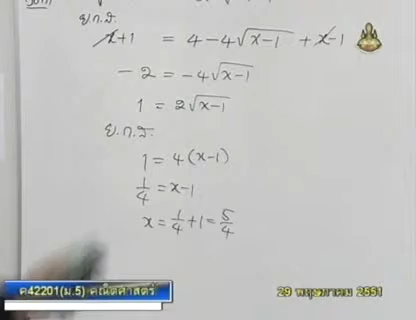 ย.ก.ส.
x+1 = 4-4√(x-1) + x-1
-2 = -4√(x-1)
1 = 2√(x-1)
ย.ก.ส.
1 = 4(x-1)
1/4 = x-1
x = 1/4 + 1 = 5/4
ค42201(ม.5) คณิตศาสตร์
29 พฤษภาคม 2551